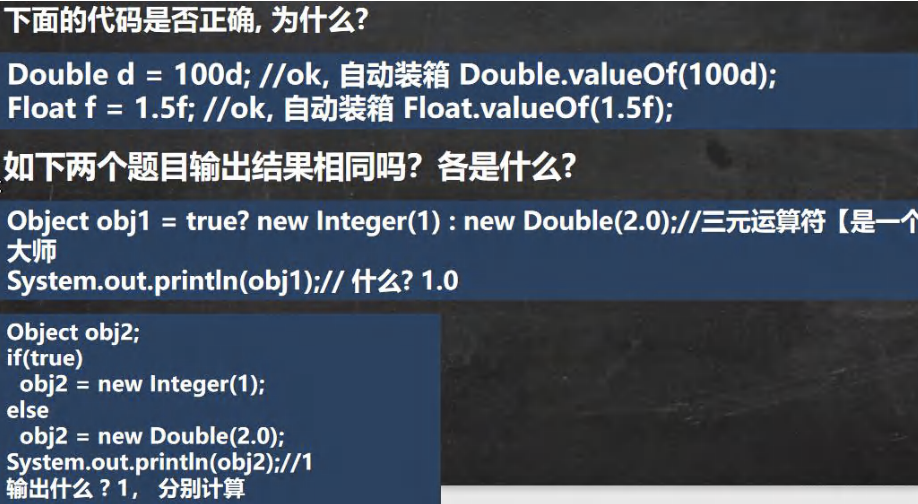 下面的代码是否正确, 为什么?
Double d = 100d; //ok, 自动装箱 Double.valueOf(100d);
Float f = 1.5f; //ok, 自动装箱 Float.valueOf(1.5f);
如下两个题目输出结果相同吗？各是什么?
Object obj1 = true? new Integer(1) : new Double(2.0);//三元运算符【是一个
大师
System.out.println(obj1);// 什么? 1.0
Object obj2;
if(true)
obj2 = new Integer(1);
else
obj2 = new Double(2.0);
System.out.println(obj2);//1
输出什么 ? 1， 分别计算